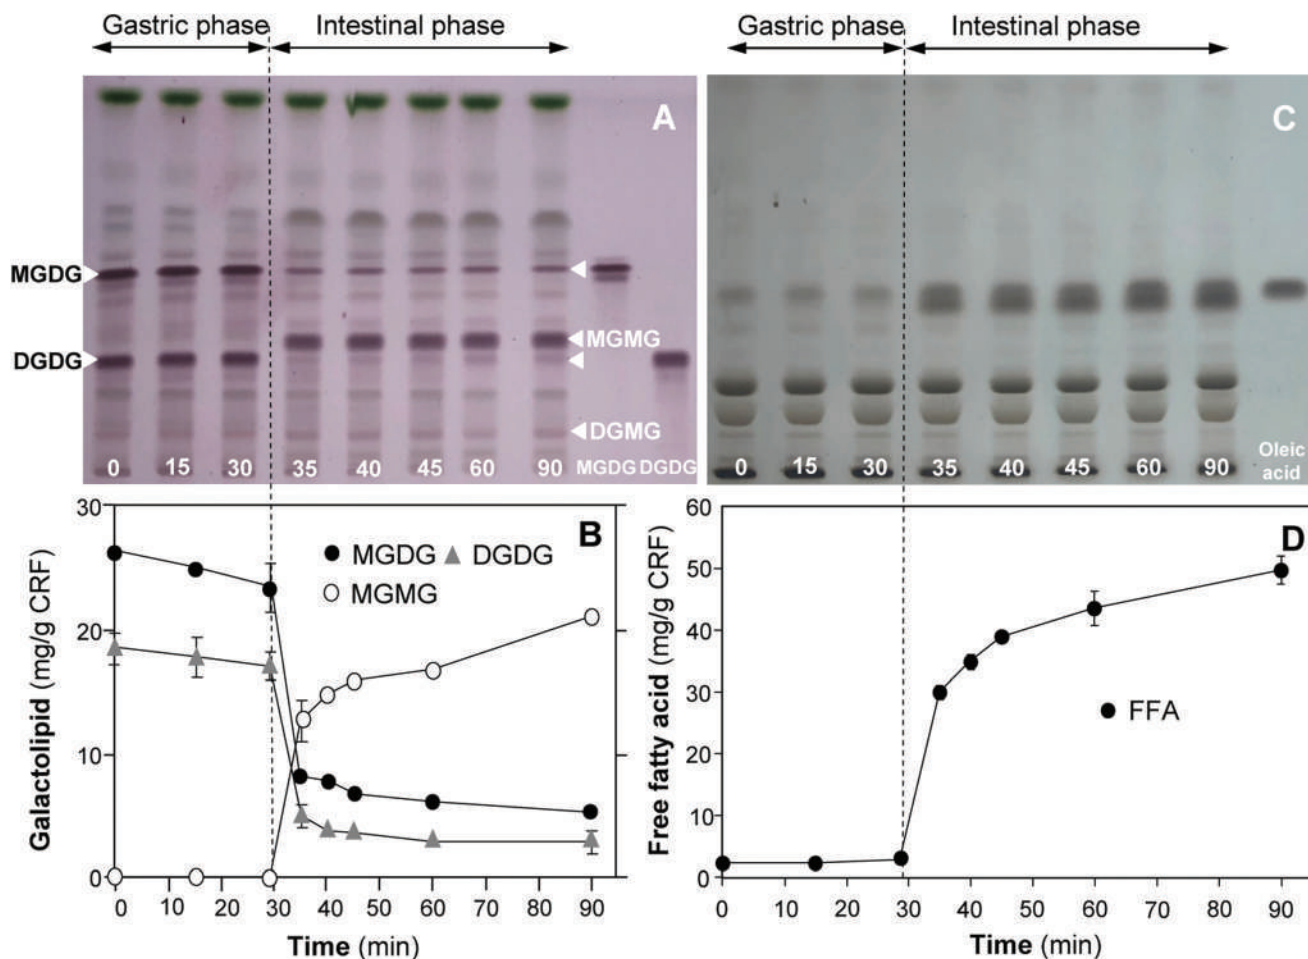 Gastric phase Intestinal phase
Gastric phase Intestinal phase
A
MGDG
MGMG
DGDG
DGMG
0 15 30 35 40 45 60 90 MGDG DGDG
C
0 15 30 35 40 45 60 90 Oleic
acid
B
MGDG DGDG
MGMG
Galactolipid (mg/g CRF)
30
20
10
0
0 10 20 30 40 50 60 70 80 90
Time (min)
D
FFA
Free fatty acid (mg/g CRF)
60
50
40
30
20
10
0
0 10 20 30 40 50 60 70 80 90
Time (min)